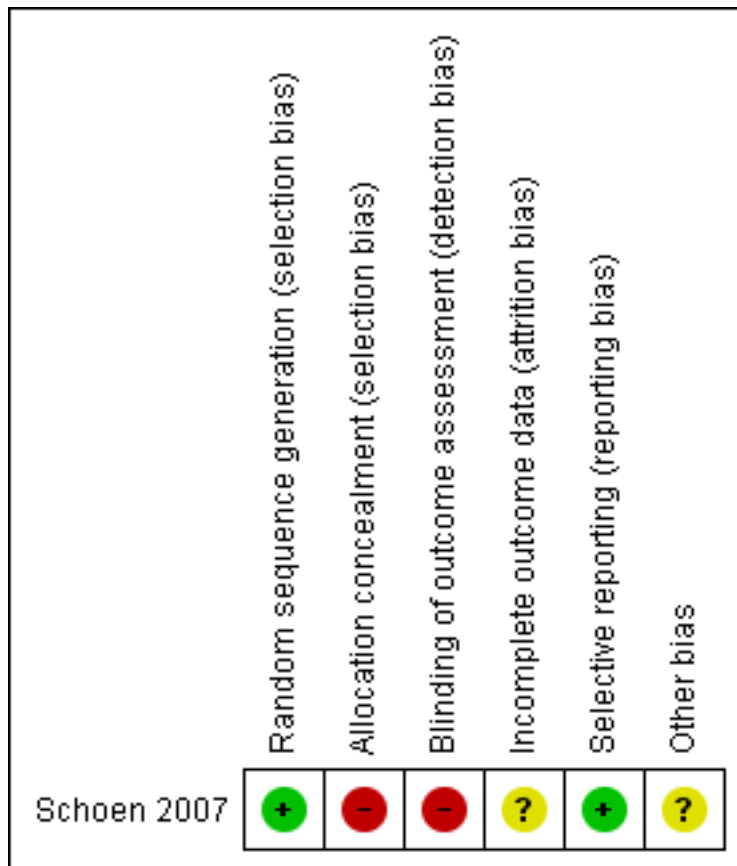 Random sequence generation (selection bias)
Allocation concealment (selection bias)
Blinding of outcome assessment (detection bias)
Incomplete outcome data (attrition bias)
Selective reporting (reporting bias)
Other bias
Schoen 2007 + - - ? + ?